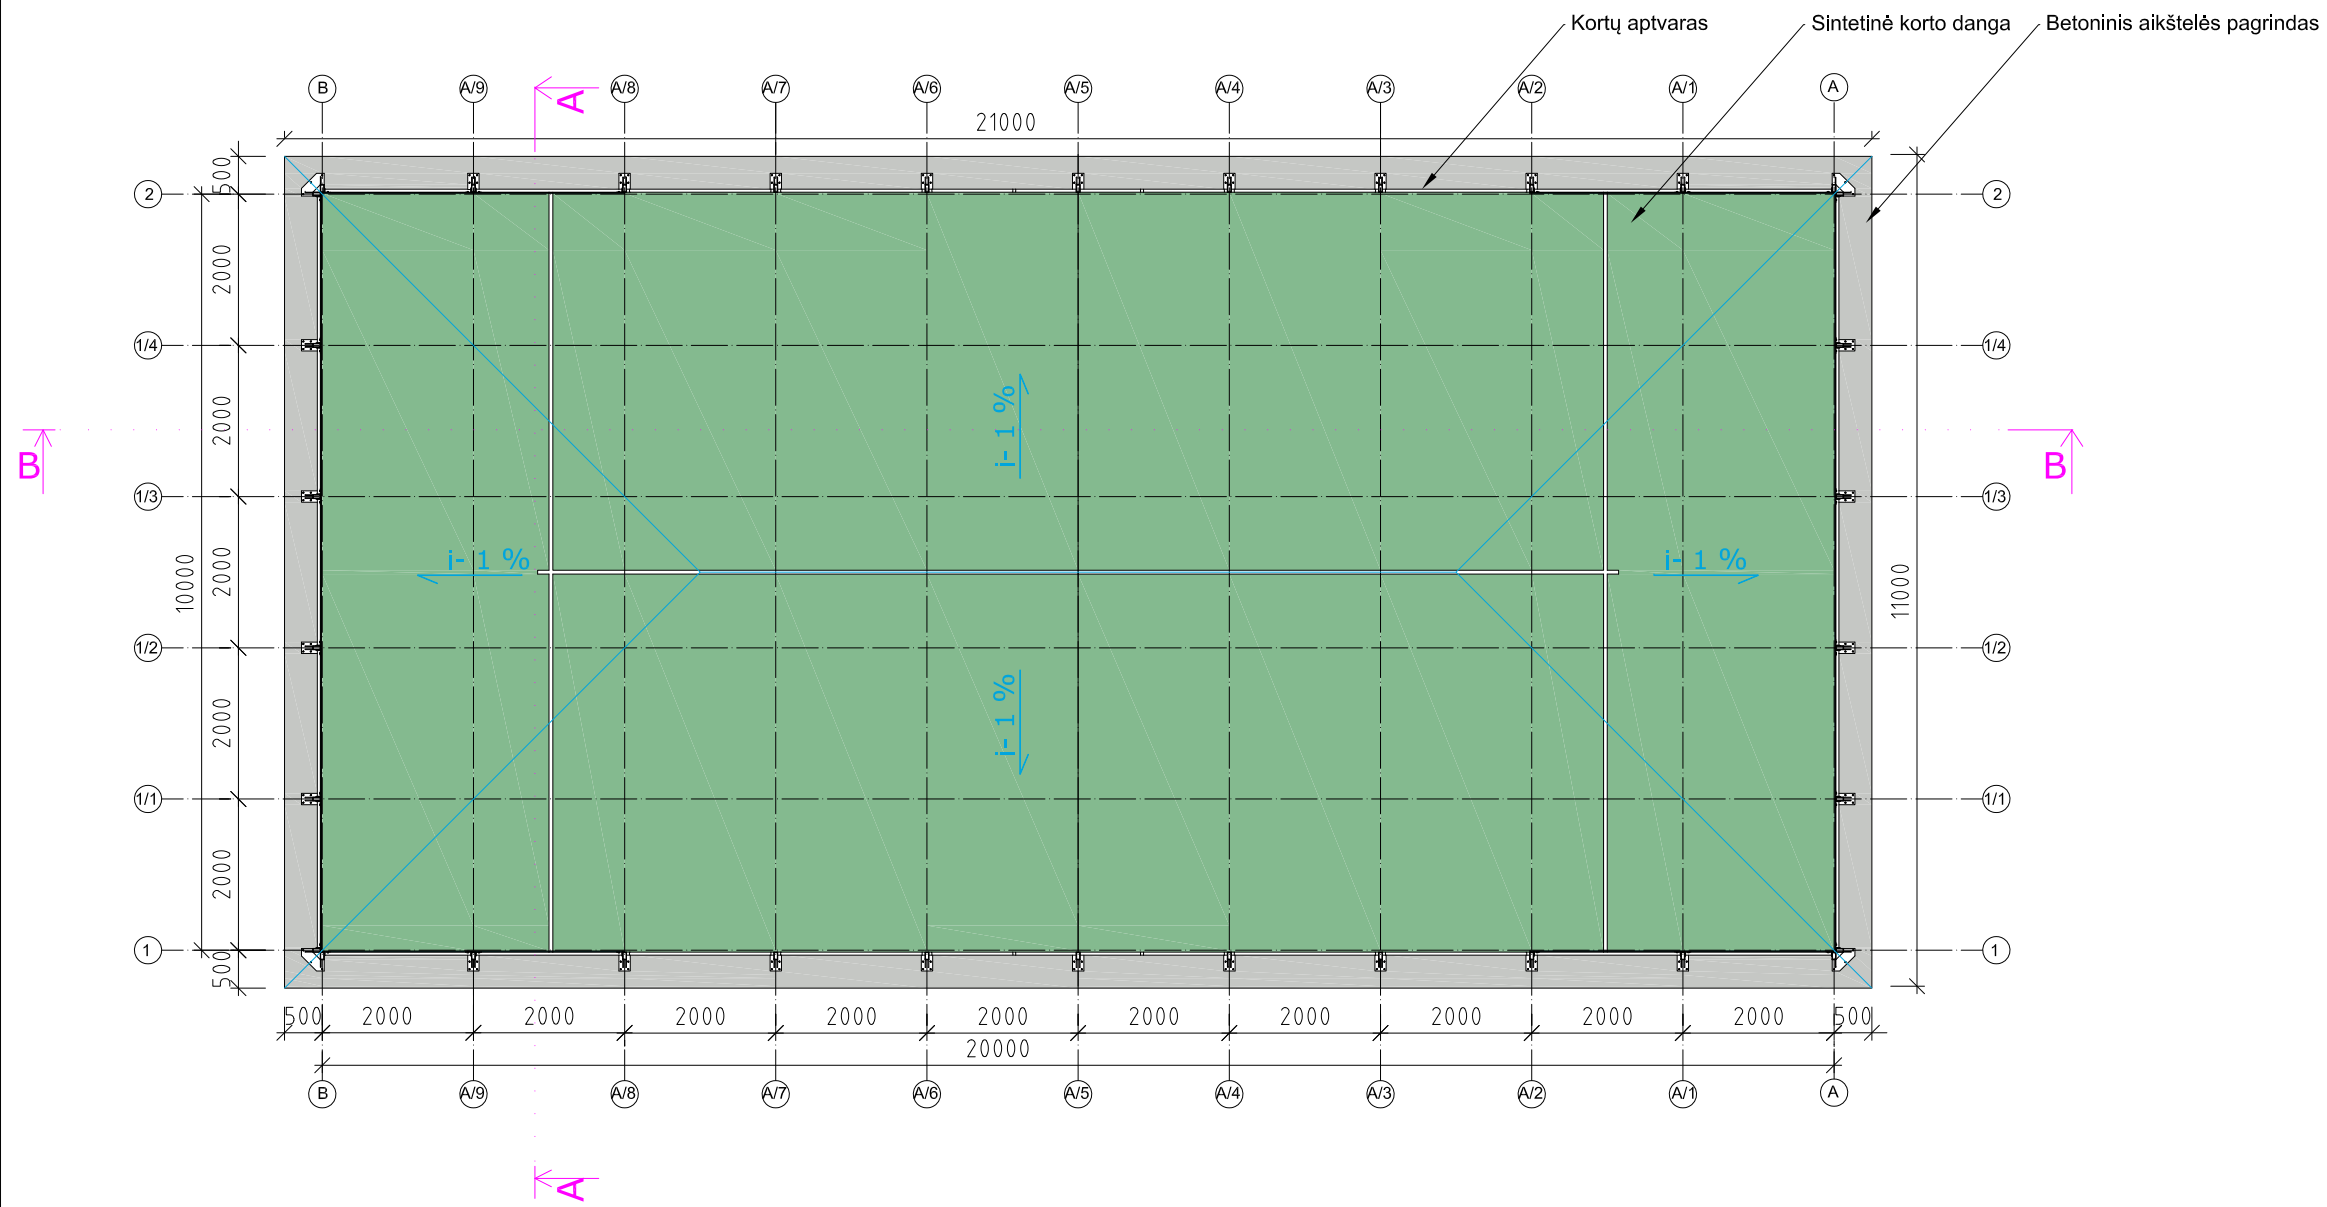 Kortų aptvaras
Sintetinė korto danga
Betoninis aikštelės pagrindas
B
A/9
A
A/8
A/7
A/6
A/5
A/4
A/3
A/2
A/1
A
21000
500
2
2
2000
1/4
1/4
i- 1 %
2000
B
B
1/3
1/3
i- 1 %
i- 1 %
10000
2000
11000
1/2
1/2
i- 1 %
2000
1/1
1/1
2000
1
1
500
500
2000
2000
2000
2000
2000
2000
2000
2000
2000
2000
500
20000
B
A/9
A/8
A/7
A/6
A/5
A/4
A/3
A/2
A/1
A
A